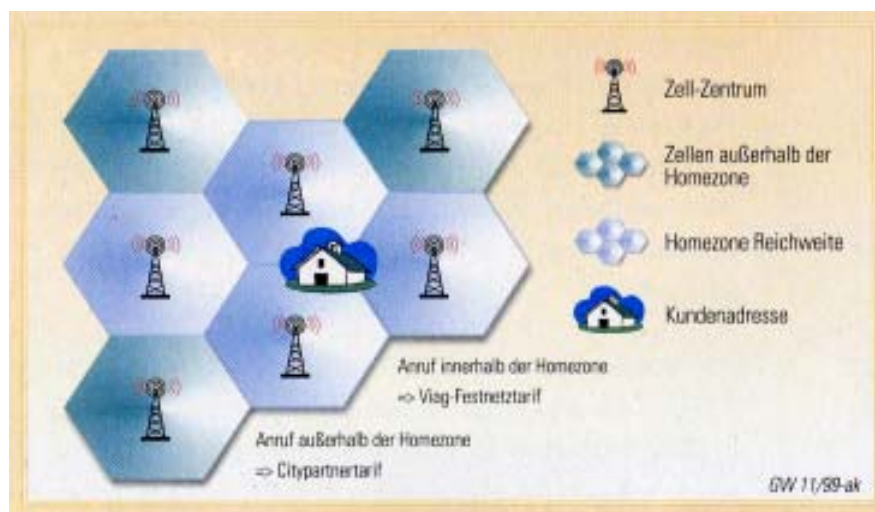 Zell-Zentrum
Zellen außerhalb der
Homezone
Homezone Reichweite
Kundenadresse
Anruf innerhalb der Homezone
=> Viag-Festnetztarif
Anruf außerhalb der Homezone
=> Citypartnertarif
GW 11/99-ak